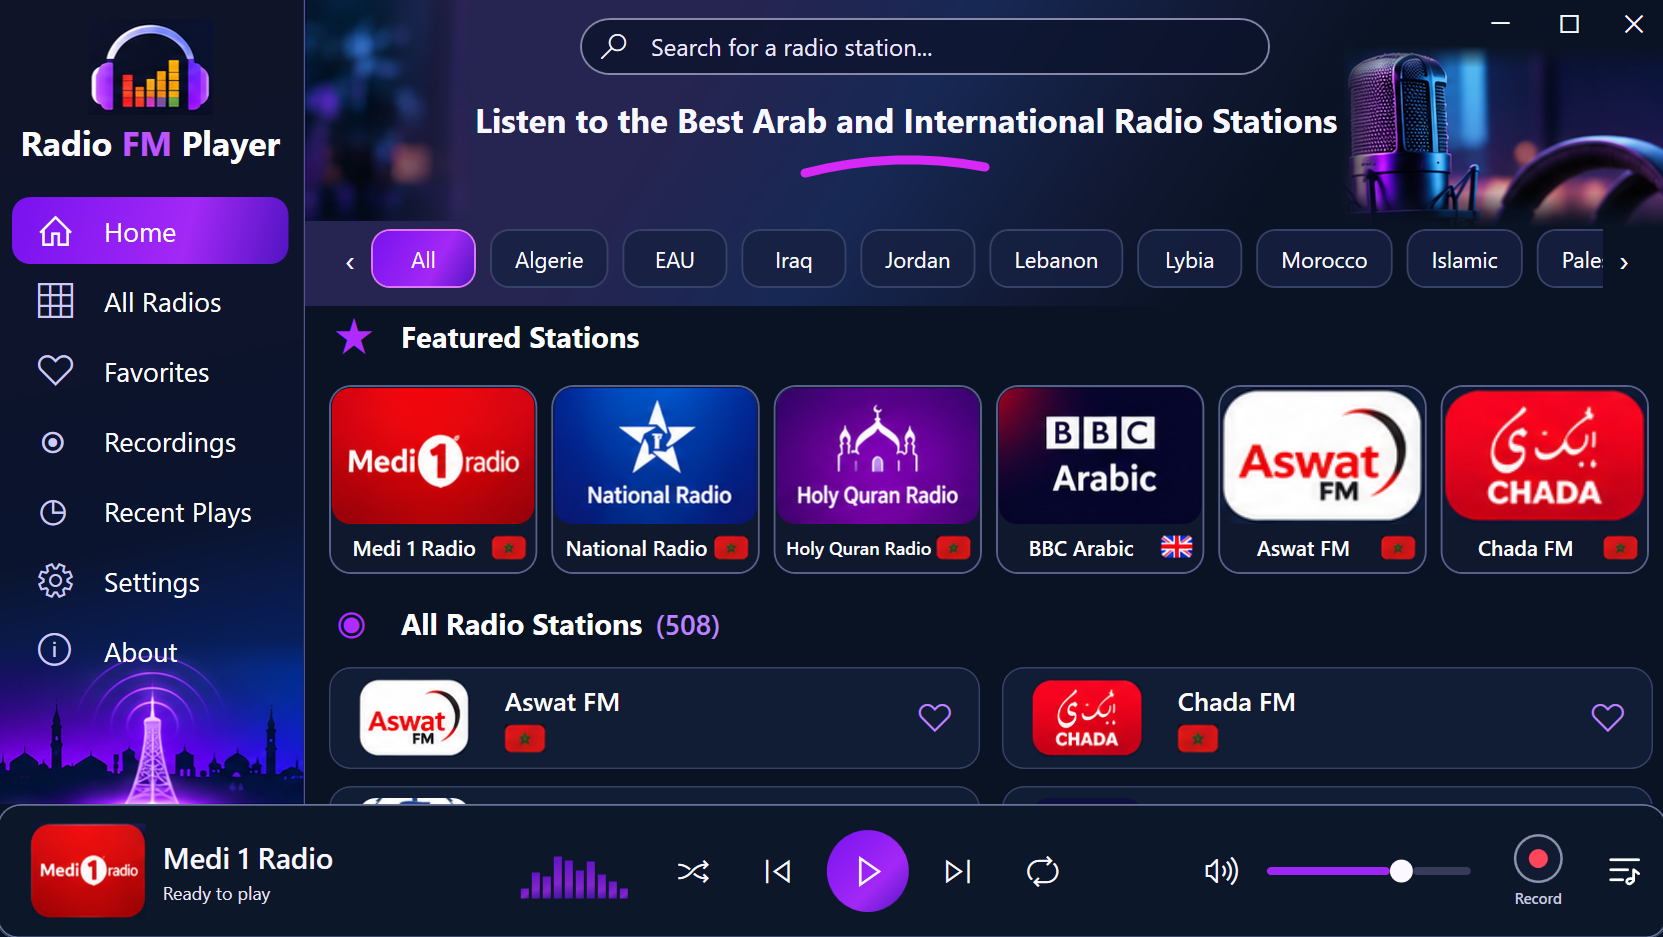 Radio FM Player
Home
All Radios
Favorites
Recordings
Recent Plays
Settings
About
Search for a radio station...
Listen to the Best Arab and International Radio Stations
All
Algerie
EAU
Iraq
Jordan
Lebanon
Lybia
Morocco
Islamic
Featured Stations
Medi 1 radio
Medi 1 Radio
National Radio
National Radio
Holy Quran Radio
Holy Quran Radio
BBC
Arabic
BBC Arabic
Aswat
FM
Aswat FM
CHADA
Chada FM
All Radio Stations (508)
Aswat
FM
Aswat FM
CHADA
Chada FM
Medi 1 radio
Medi 1 Radio
Ready to play
Record